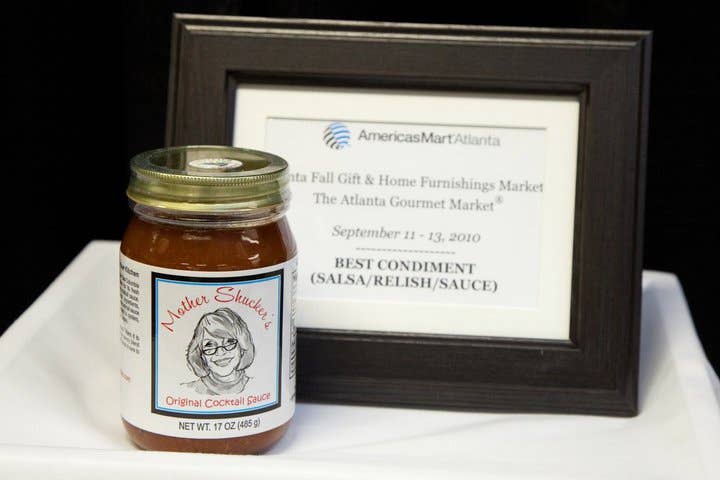 AmericasMart Atlanta
Fall Gift & Home Furnishings Market
The Atlanta Gourmet Market®
September 11 - 13, 2010
BEST CONDIMENT
(SALSA/RELISH/SAUCE)
Kitchen
Mother Shucker's
Original Cocktail Sauce
NET WT. 17 OZ (485 g)